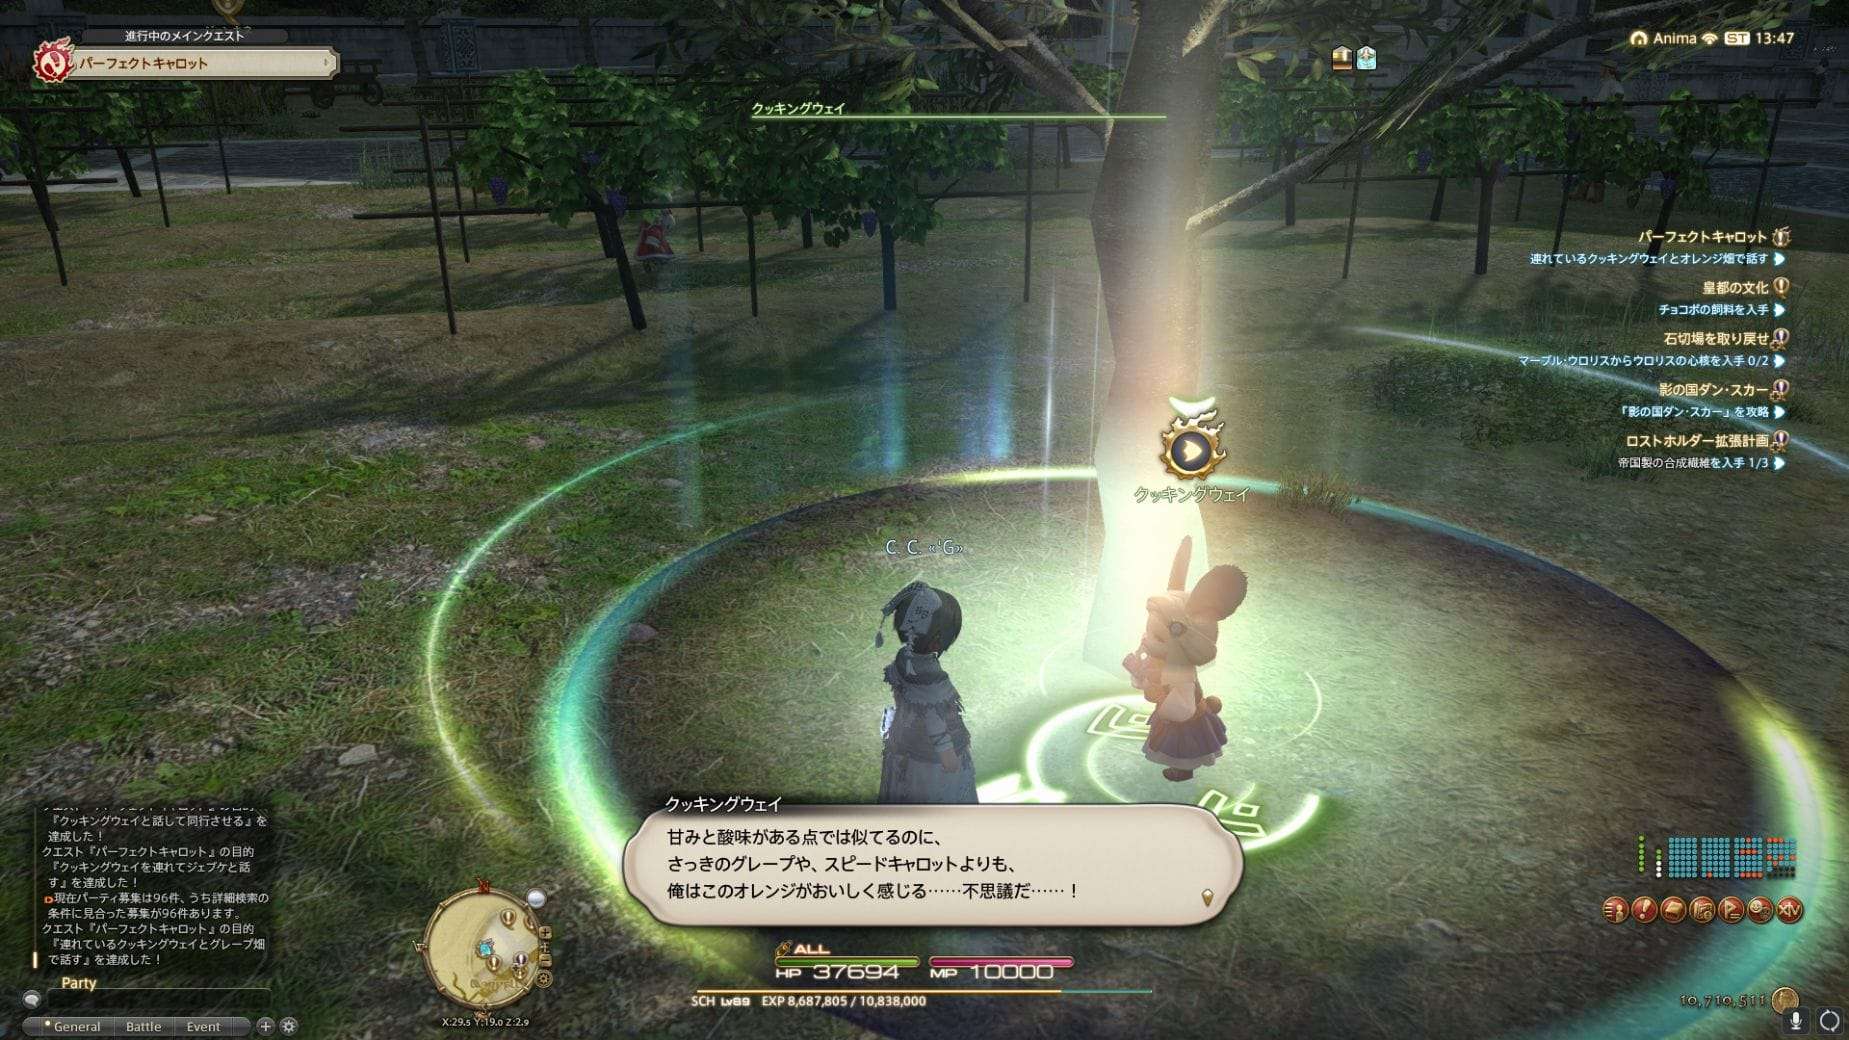 進行中のメインクエスト
パーフェクトキャロット
Anima ST 13:47
クッキングウェイ
パーフェクトキャロット
連れているクッキングウェイとオレンジ畑で話す
皇都の文化
チョコボの飼料を入手
石切場を取り戻せ
マーブル・ウロリスからウロリスの心核を入手 0/2
影の国ダン・スカー
「影の国ダン・スカー」を攻略
ロストホルダー拡張計画
帝国製の合成繊維を入手 1/3
クッキングウェイ
C. C. «'G»
クッキングウェイ
甘みと酸味がある点では似てるのに、
さっきのグレープや、スピードキャロットよりも、
俺はこのオレンジがおいしく感じる……不思議だ……！
『クッキングウェイと話して同行させる』を
達成した！
クエスト『パーフェクトキャロット』の目的
『クッキングウェイを連れてジェブケと話
す』を達成した！
現在パーティ募集は96件、うち詳細検索の
条件に見合った募集が96件あります。
クエスト『パーフェクトキャロット』の目的
『連れているクッキングウェイとグレープ畑
で話す』を達成した！
Party
General Battle Event
X:29.5 Y:19.0 Z:2.9
ALL
HP 37694 MP 10000
SCH Lv89 EXP 8,687,805 / 10,838,000
10,710,511
XIV